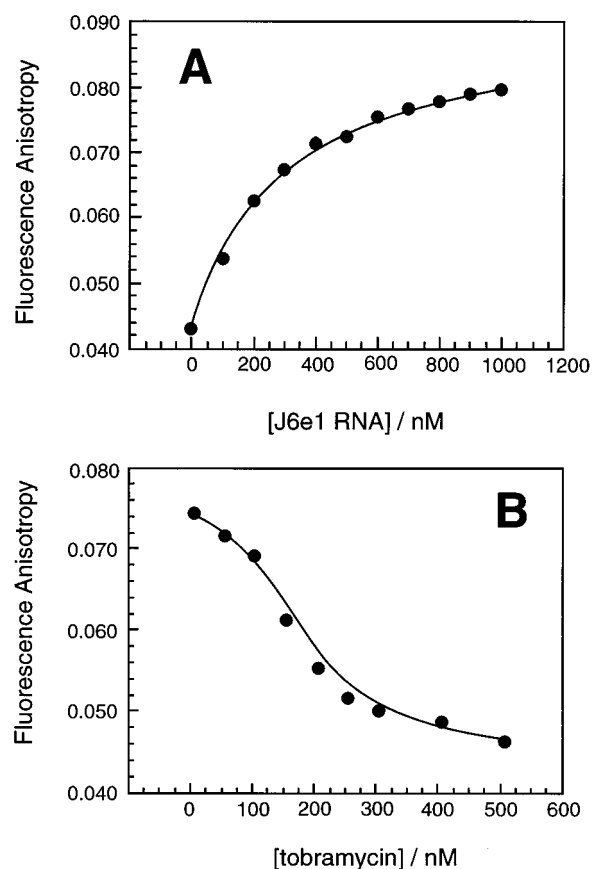 0.090
A
0.080
0.070
0.060
0.050
0.040
Fluorescence Anisotropy
0 200 400 600 800 1000 1200
[J6e1 RNA] / nM
0.080
B
0.070
0.060
0.050
0.040
Fluorescence Anisotropy
0 100 200 300 400 500 600
[tobramycin] / nM